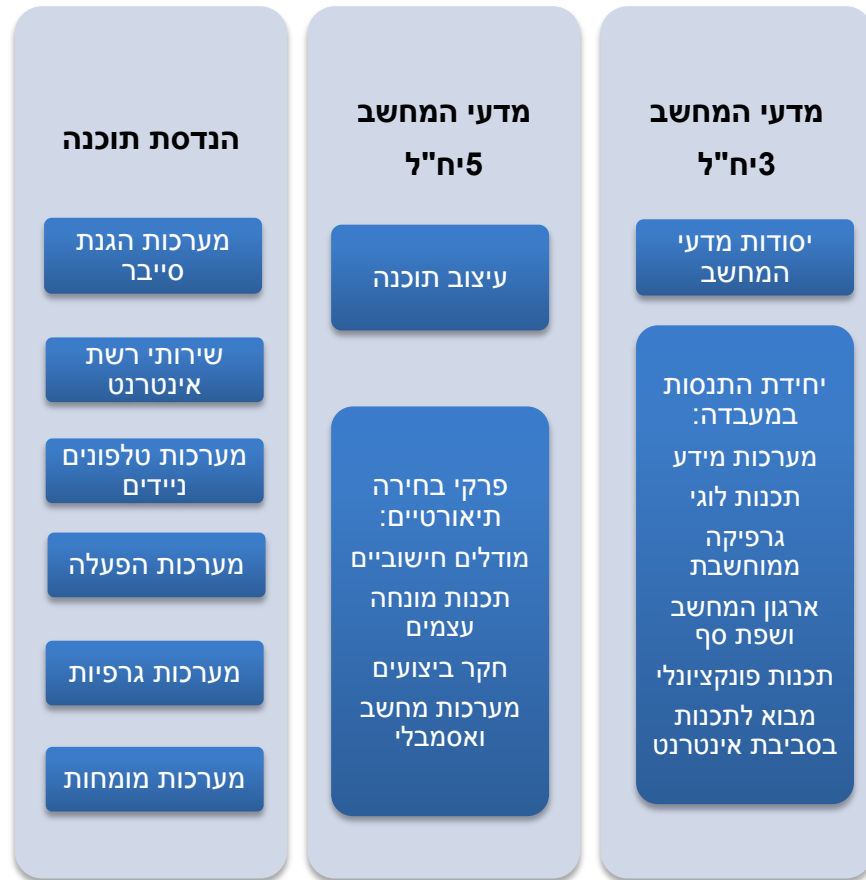 מדעי המחשב
3יח"ל
יסודות מדעי
המחשב
יחידת התנסות
במעבדה:
מערכות מידע
תכנות לוגי
גרפיקה
ממוחשבת
ארגון המחשב
ושפת סף
תכנות פונקציונלי
מבוא לתכנות
בסביבת אינטרנט
מדעי המחשב
5יח"ל
עיצוב תוכנה
פרקי בחירה
תיאורטיים:
מודלים חישוביים
תכנות מונחה
עצמים
חקר ביצועים
מערכות מחשב
ואסמבלי
הנדסת תוכנה
מערכות הגנת
סייבר
שירותי רשת
אינטרנט
מערכות טלפונים
ניידים
מערכות הפעלה
מערכות גרפיות
מערכות מומחות